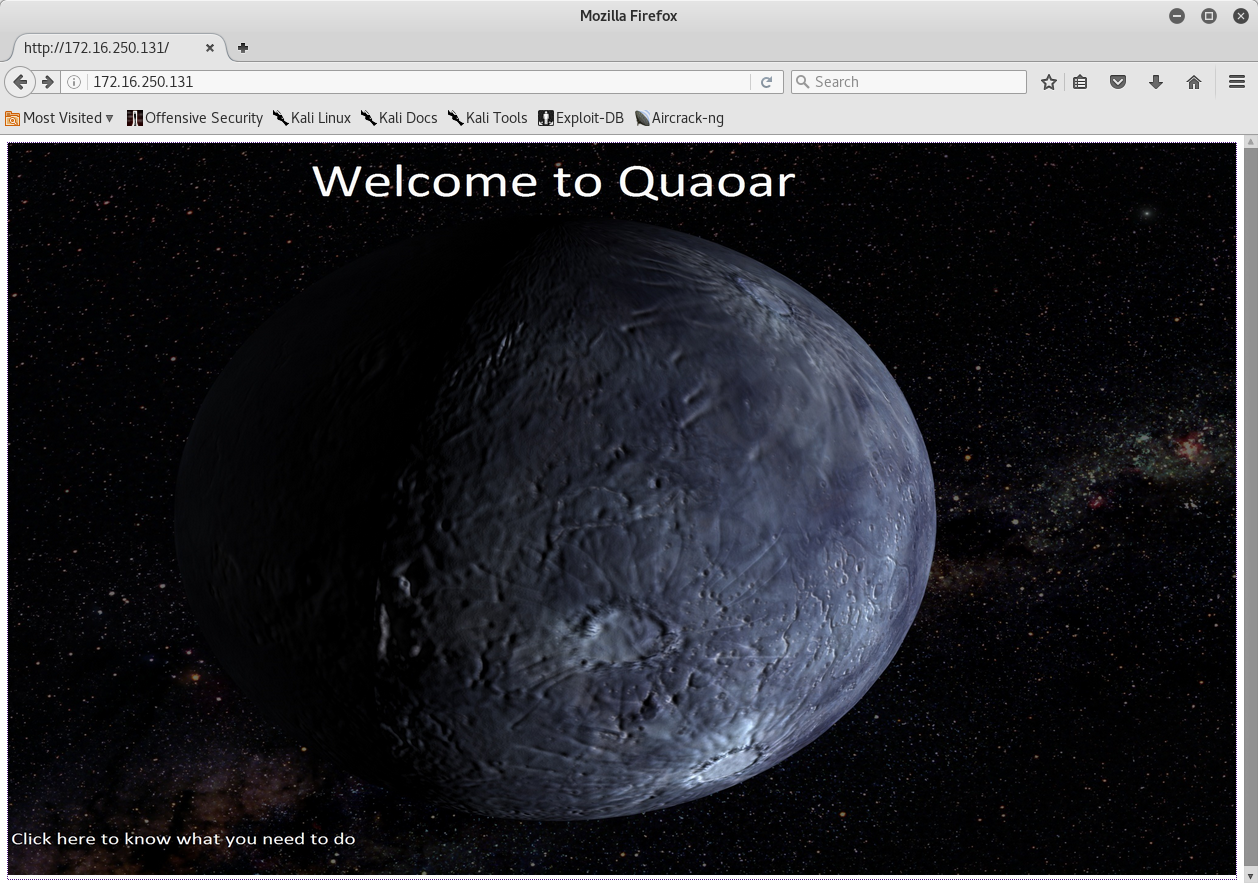 Mozilla Firefox
http://172.16.250.131/
172.16.250.131
Search
Most Visited Offensive Security Kali Linux Kali Docs Kali Tools Exploit-DB Aircrack-ng
Welcome to Quaoar
Click here to know what you need to do